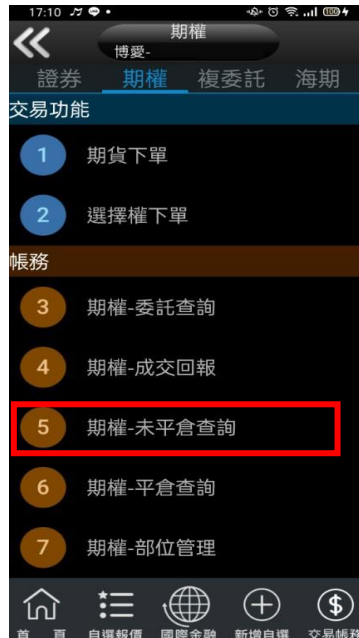 17:10
100
期權
博愛-
證券 期權 複委託 海期
交易功能
1 期貨下單
2 選擇權下單
帳務
3 期權-委託查詢
4 期權-成交回報
5 期權-未平倉查詢
6 期權-平倉查詢
7 期權-部位管理
首 頁 自選報價 國際金融 新增自選 交易帳務